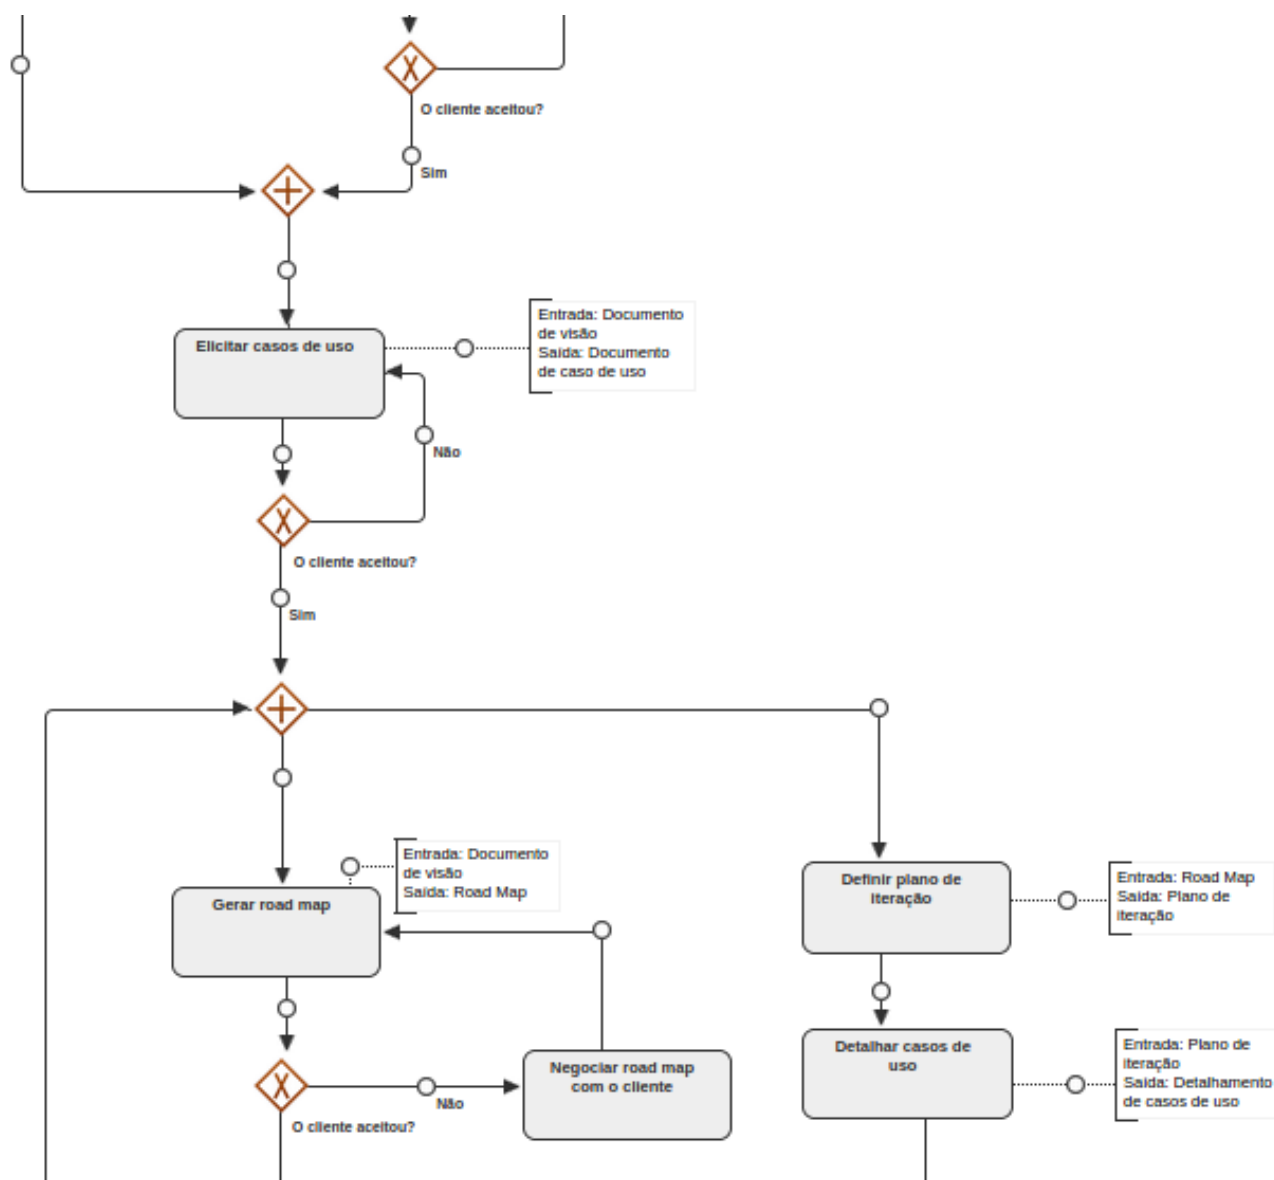 O cliente aceitou?
Sim
Elicitar casos de uso
Entrada: Documento
de visão
Saída: Documento
de caso de uso
Não
O cliente aceitou?
Sim
Entrada: Documento
de visão
Saída: Road Map
Gerar road map
Definir plano de
iteração
Entrada: Road Map
Saída: Plano de
iteração
Negociar road map
com o cliente
Não
O cliente aceitou?
Detalhar casos de
uso
Entrada: Plano de
iteração
Saída: Detalhamento
de casos de uso